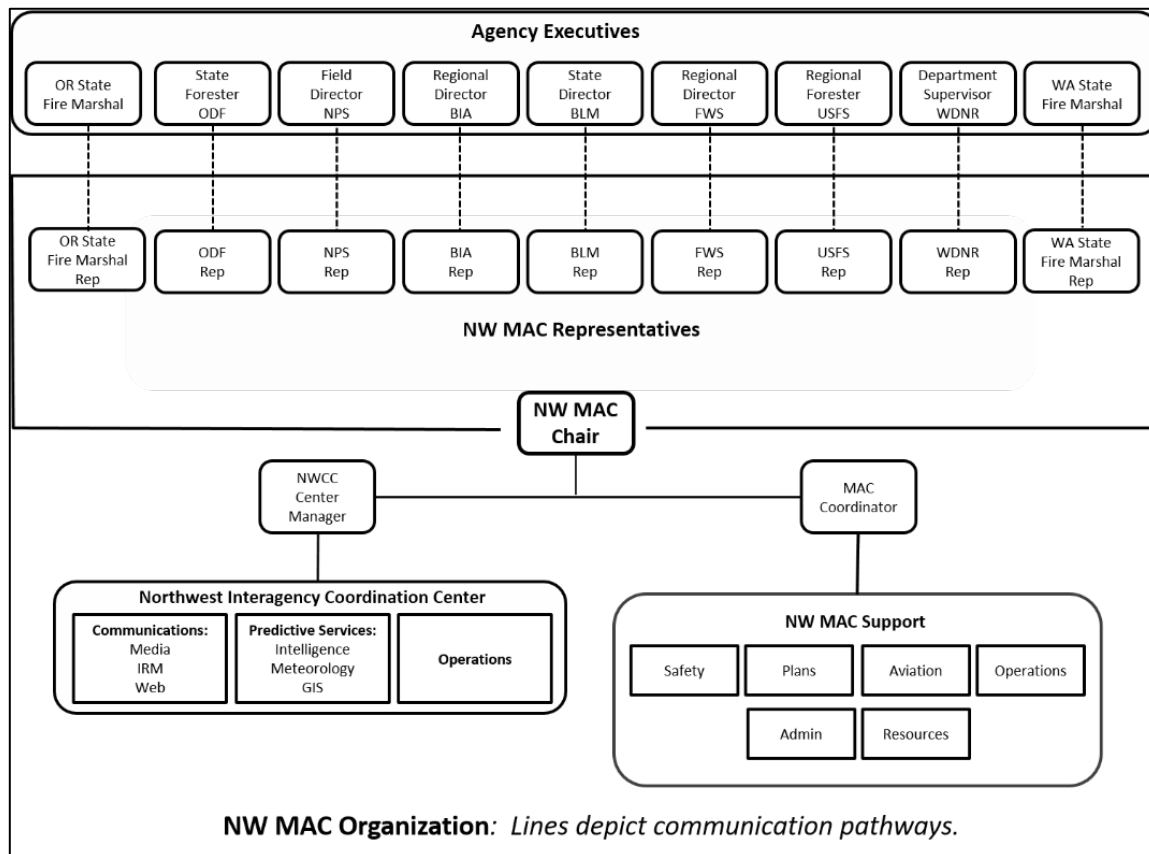 Agency Executives
OR State
Fire Marshal
State
Forester
ODF
Field
Director
NPS
Regional
Director
BIA
State
Director
BLM
Regional
Director
FWS
Regional
Forester
USFS
Department
Supervisor
WDNR
WA State
Fire Marshal
OR State
Fire Marshal
Rep
ODF
Rep
NPS
Rep
BIA
Rep
BLM
Rep
FWS
Rep
USFS
Rep
WDNR
Rep
WA State
Fire Marshal
Rep
NW MAC Representatives
NW MAC
Chair
NWCC
Center
Manager
MAC
Coordinator
Northwest Interagency Coordination Center
Communications:
Media
IRM
Web
Predictive Services:
Intelligence
Meteorology
GIS
Operations
NW MAC Support
Safety
Plans
Aviation
Operations
Admin
Resources
NW MAC Organization: Lines depict communication pathways.